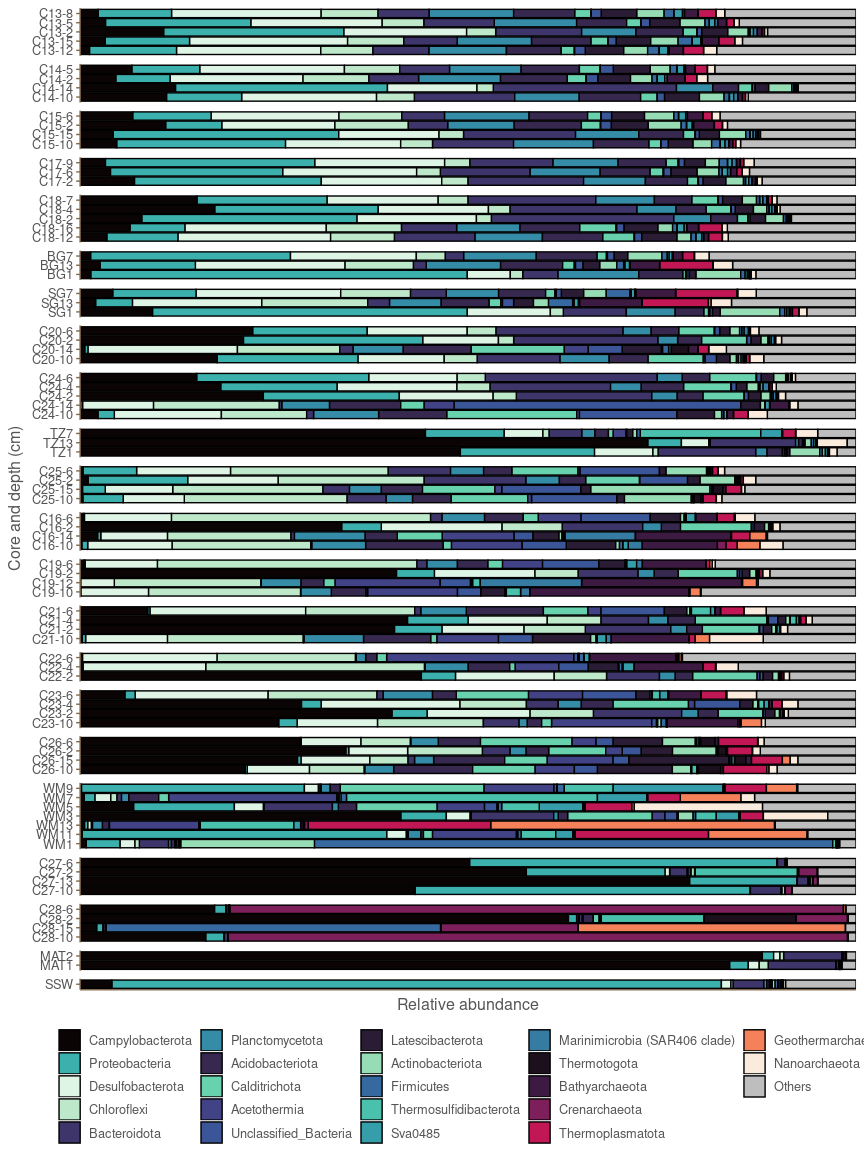 C13-8
C13-5
C13-2
C13-15
C13-12
C14-5
C14-2
C14-14
C14-10
C15-6
C15-2
C15-15
C15-10
C17-9
C17-6
C17-2
C18-7
C18-4
C18-2
C18-16
C18-12
BG7
BG13
BG1
SG7
SG13
SG1
C20-6
C20-2
C20-14
C20-10
C24-6
C24-4
C24-2
C24-14
C24-10
TZ7
TZ13
TZ1
C25-6
C25-2
C25-15
C25-10
C16-6
C16-2
C16-14
C16-10
C19-6
C19-2
C19-12
C19-10
C21-6
C21-4
C21-2
C21-10
C22-6
C22-4
C22-2
C23-6
C23-4
C23-2
C23-10
C26-6
C26-2
C26-15
C26-10
WM9
WM7
WM5
WM3
WM13
WM11
WM1
C27-6
C27-2
C27-13
C27-10
C28-6
C28-2
C28-15
C28-10
MAT2
MAT1
SSW
Core and depth (cm)
Relative abundance
Campylobacterota
Proteobacteria
Desulfobacterota
Chloroflexi
Bacteroidota
Planctomycetota
Acidobacteriota
Calditrichota
Acetothermia
Unclassified_Bacteria
Latescibacterota
Actinobacteriota
Firmicutes
Thermosulfidibacterota
Sva0485
Marinimicrobia (SAR406 clade)
Thermotogota
Bathyarchaeota
Crenarchaeota
Thermoplasmatota
Geothermarchae
Nanoarchaeota
Others